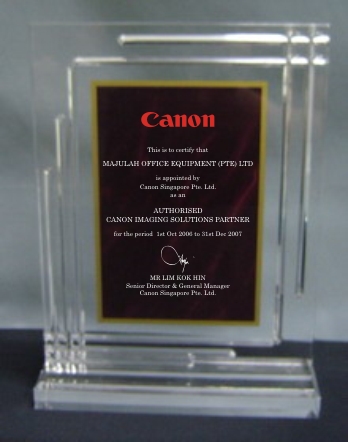 Canon
This is to certify that
MAJULAH OFFICE EQUIPMENT (PTE) LTD
is appointed by
Canon Singapore Pte. Ltd.
as an
AUTHORISED
CANON IMAGING SOLUTIONS PARTNER
for the period 1st Oct 2006 to 31st Dec 2007
MR LIM KOK HIN
Senior Director & General Manager
Canon Singapore Pte. Ltd.